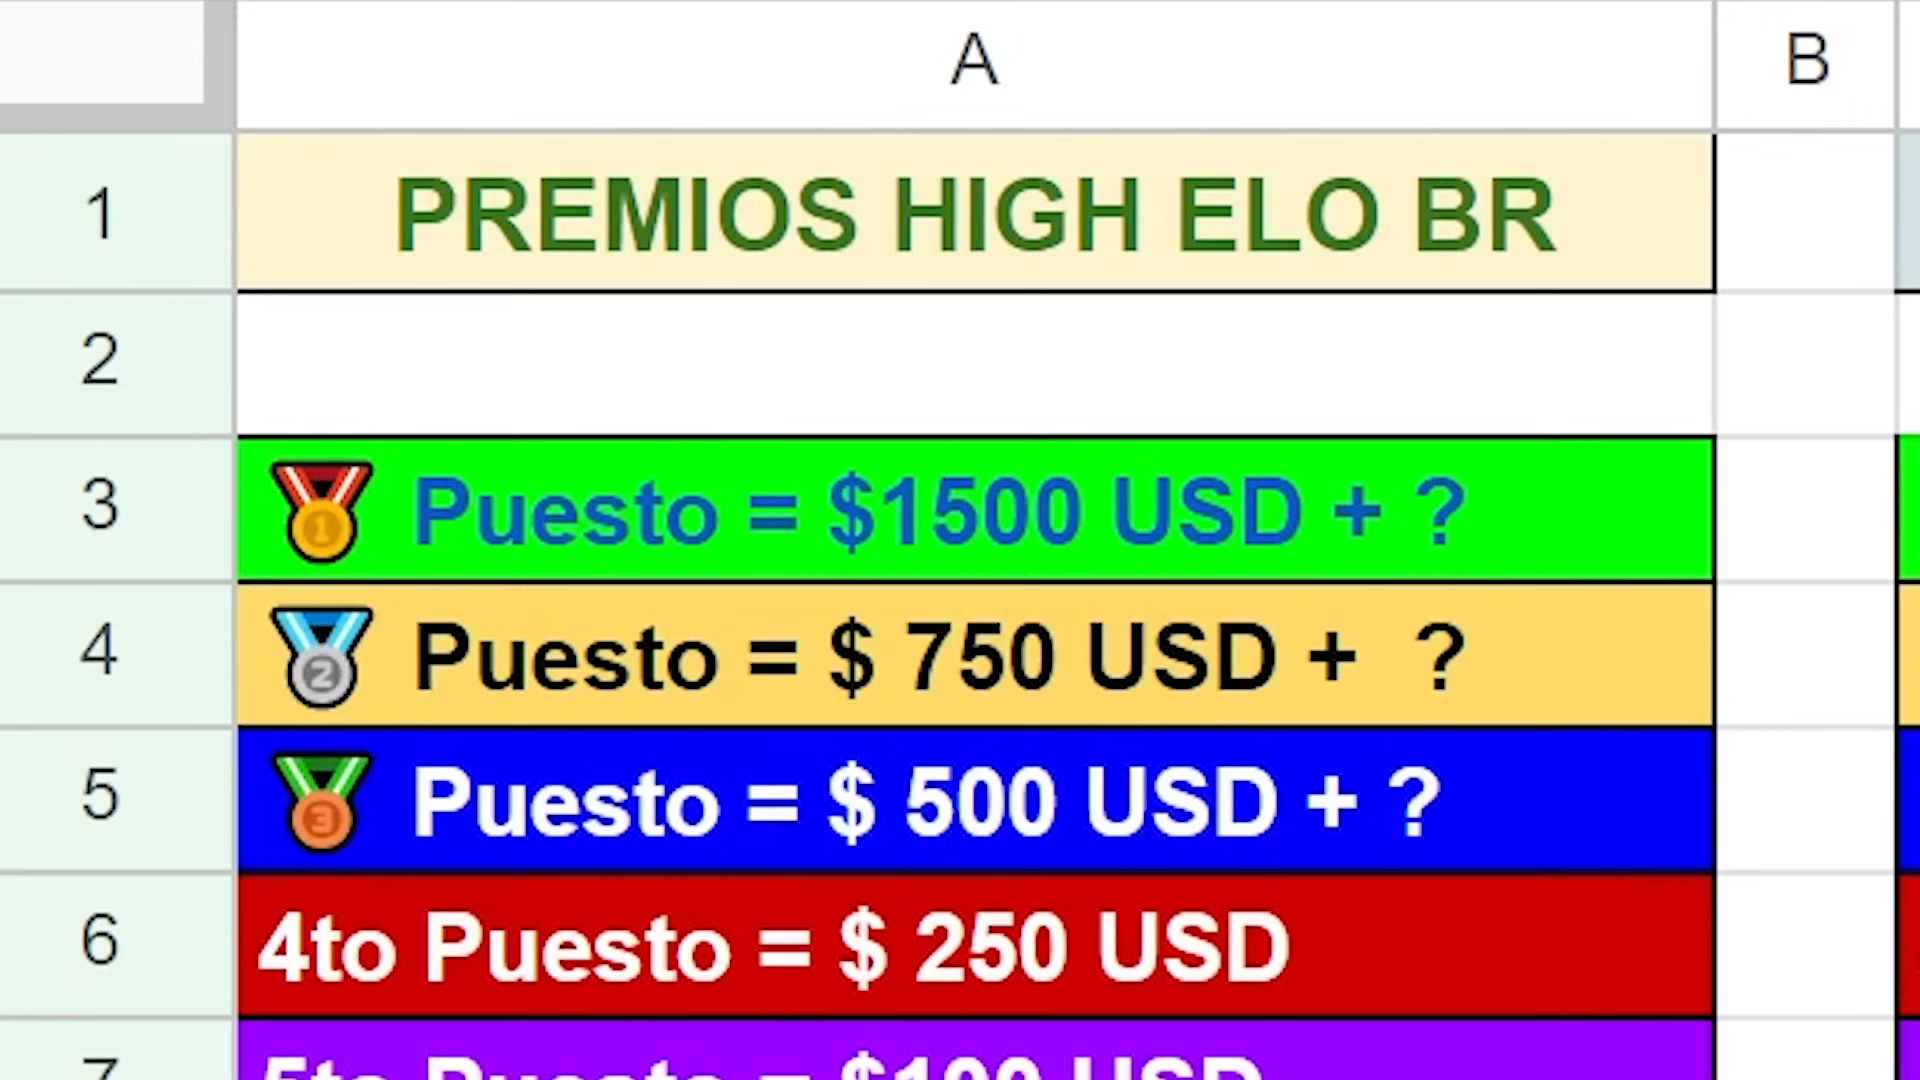 A B
1 PREMIOS HIGH ELO BR
2
3 🥇 Puesto = $1500 USD + ?
4 🥈 Puesto = $ 750 USD + ?
5 🥉 Puesto = $ 500 USD + ?
6 4to Puesto = $ 250 USD
7 5to Puesto = $100 USD